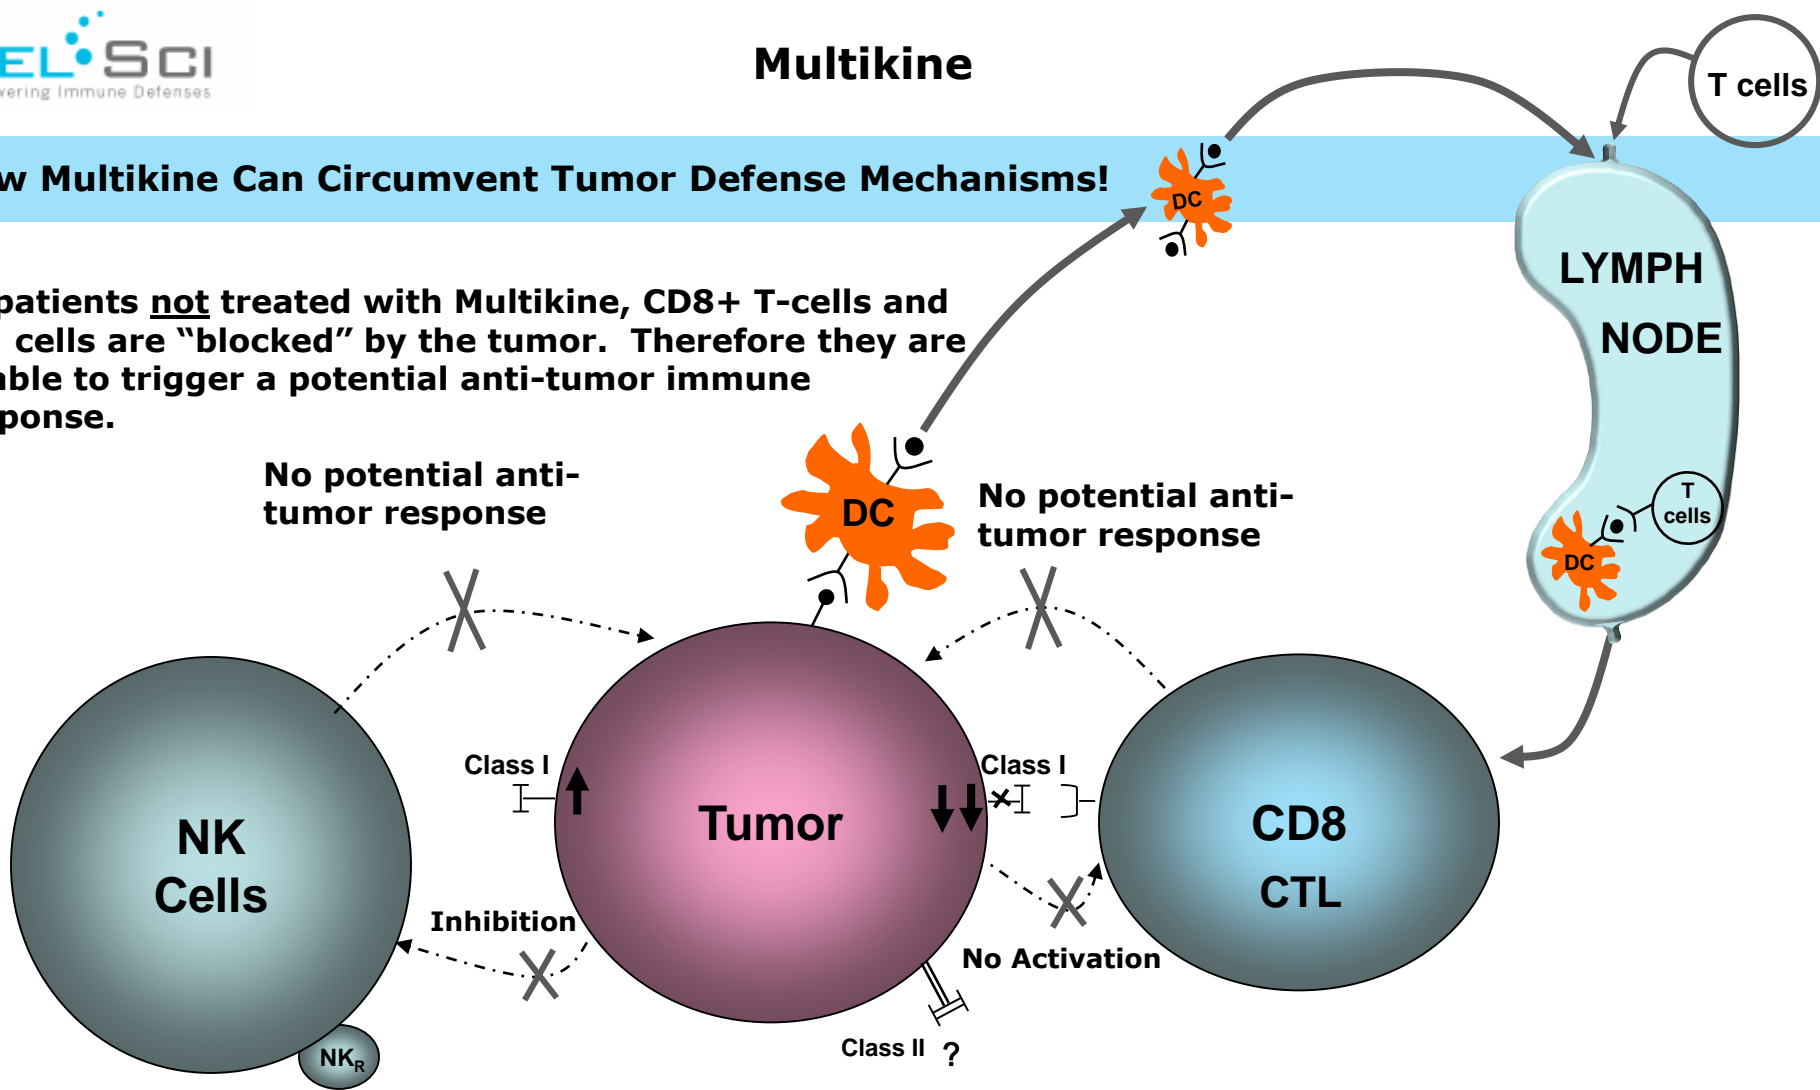 EL SCI
vering Immune Defenses
Multikine
T cells
w Multikine Can Circumvent Tumor Defense Mechanisms!
DC
LYMPH
NODE
patients not treated with Multikine, CD8+ T-cells and
cells are “blocked” by the tumor.  Therefore they are
able to trigger a potential anti-tumor immune
ponse.
No potential anti-
tumor response
DC
No potential anti-
tumor response
T
cells
DC
Class I
Class I
Tumor
NK
Cells
CD8
CTL
Inhibition
No Activation
Class II ?
NKR